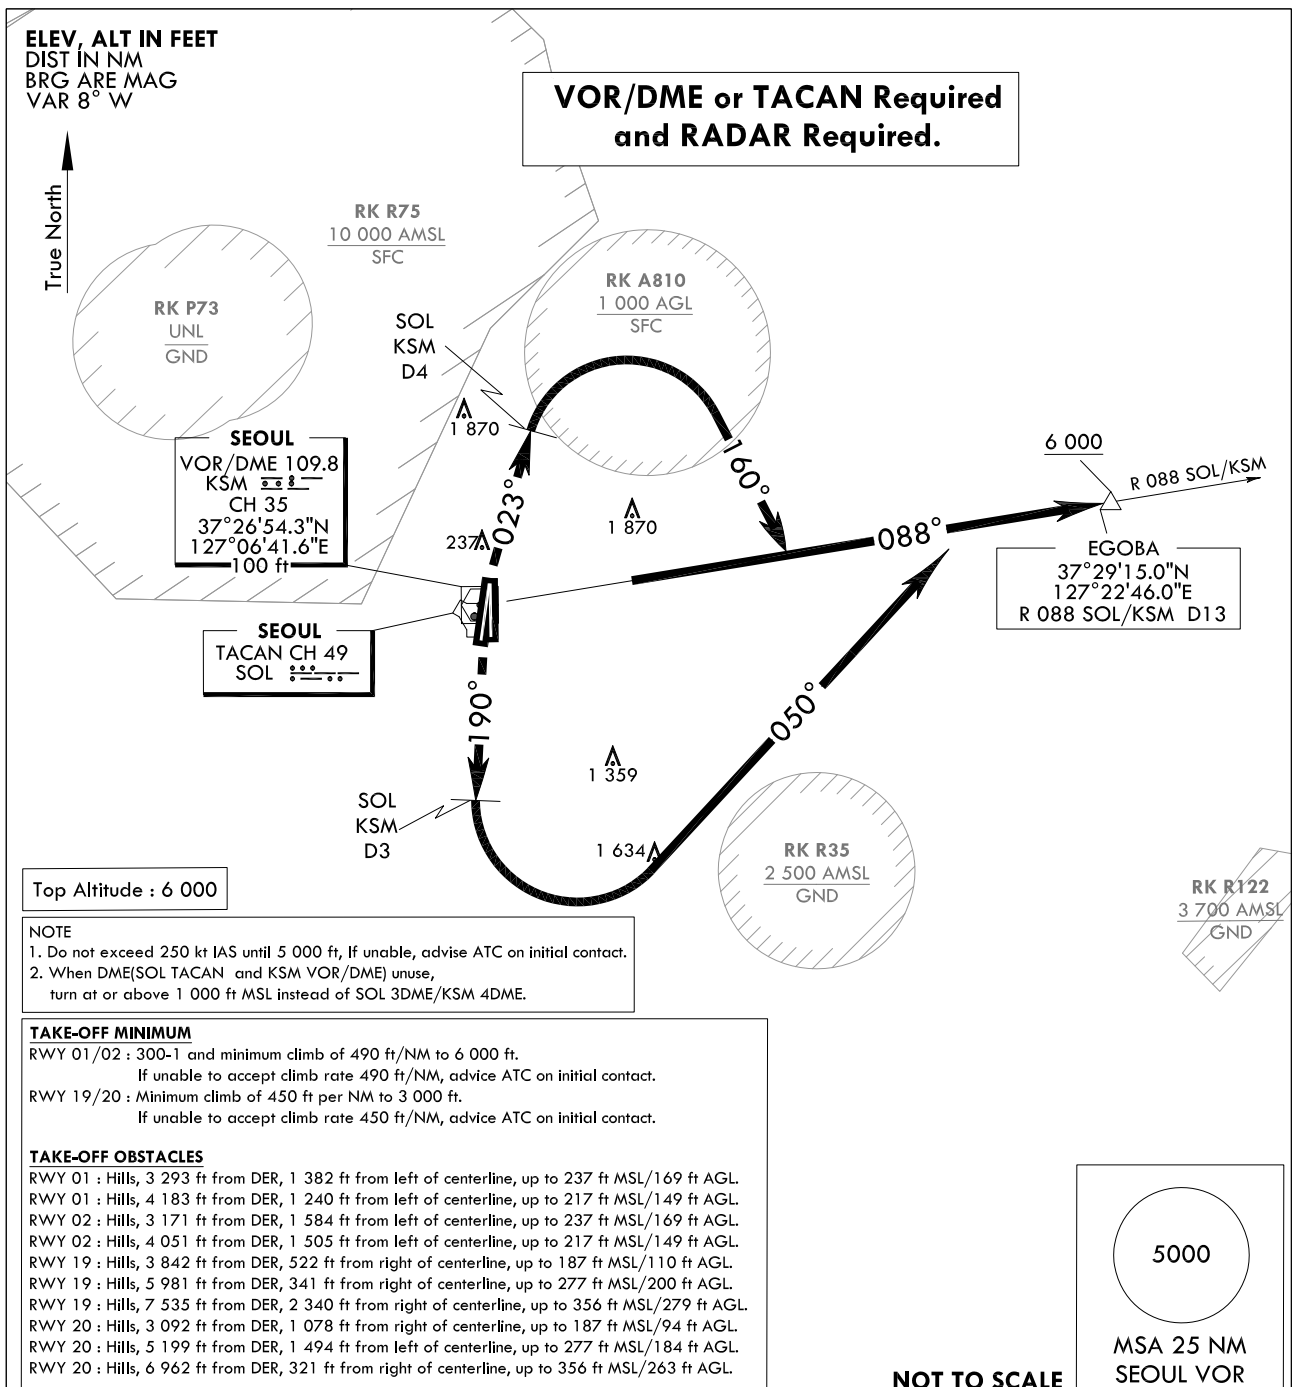 ELEV, ALT IN FEET
DIST IN NM
BRG ARE MAG
VAR 8° W
True North
VOR/DME or TACAN Required
and RADAR Required.
RK R75
10 000 AMSL
SFC
RK P73
UNL
GND
RK A810
1 000 AGL
SFC
SOL
KSM
D4
1 870
SEOUL
VOR/DME 109.8
KSM
CH 35
37°26'54.3"N
127°06'41.6"E
100 ft
237
023°
160°
1 870
6 000
R 088 SOL/KSM
088°
EGOBA
37°29'15.0"N
127°22'46.0"E
R 088 SOL/KSM D13
SEOUL
TACAN CH 49
SOL
190°
050°
1 359
SOL
KSM
D3
1 634
RK R35
2 500 AMSL
GND
RK R122
3 700 AMSL
GND
Top Altitude : 6 000
NOTE
1. Do not exceed 250 kt IAS until 5 000 ft, If unable, advise ATC on initial contact.
2. When DME(SOL TACAN and KSM VOR/DME) unuse,
turn at or above 1 000 ft MSL instead of SOL 3DME/KSM 4DME.
TAKE-OFF MINIMUM
RWY 01/02 : 300-1 and minimum climb of 490 ft/NM to 6 000 ft.
If unable to accept climb rate 490 ft/NM, advice ATC on initial contact.
RWY 19/20 : Minimum climb of 450 ft per NM to 3 000 ft.
If unable to accept climb rate 450 ft/NM, advice ATC on initial contact.
TAKE-OFF OBSTACLES
RWY 01 : Hills, 3 293 ft from DER, 1 382 ft from left of centerline, up to 237 ft MSL/169 ft AGL.
RWY 01 : Hills, 4 183 ft from DER, 1 240 ft from left of centerline, up to 217 ft MSL/149 ft AGL.
RWY 02 : Hills, 3 171 ft from DER, 1 584 ft from left of centerline, up to 237 ft MSL/169 ft AGL.
RWY 02 : Hills, 4 051 ft from DER, 1 505 ft from left of centerline, up to 217 ft MSL/149 ft AGL.
RWY 19 : Hills, 3 842 ft from DER, 522 ft from right of centerline, up to 187 ft MSL/110 ft AGL.
RWY 19 : Hills, 5 981 ft from DER, 341 ft from right of centerline, up to 277 ft MSL/200 ft AGL.
RWY 19 : Hills, 7 535 ft from DER, 2 340 ft from right of centerline, up to 356 ft MSL/279 ft AGL.
RWY 20 : Hills, 3 092 ft from DER, 1 078 ft from right of centerline, up to 187 ft MSL/94 ft AGL.
RWY 20 : Hills, 5 199 ft from DER, 1 494 ft from left of centerline, up to 277 ft MSL/184 ft AGL.
RWY 20 : Hills, 6 962 ft from DER, 321 ft from right of centerline, up to 356 ft MSL/263 ft AGL.
5000
MSA 25 NM
SEOUL VOR
NOT TO SCALE